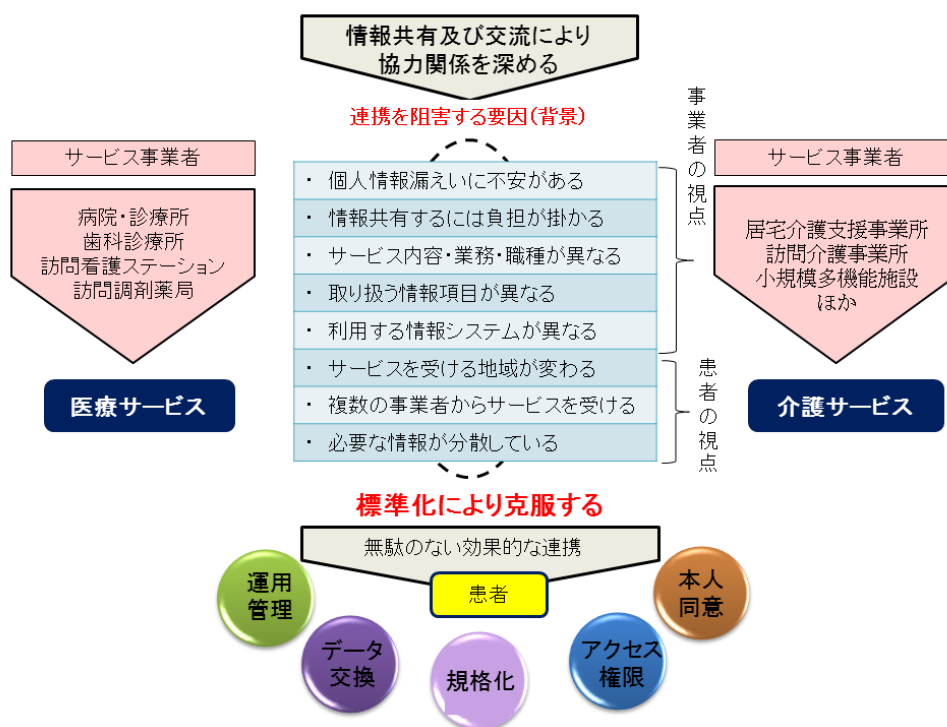 情報共有及び交流により
協力関係を深める
連携を阻害する要因(背景)
サービス事業者
病院・診療所
歯科診療所
訪問看護ステーション
訪問調剤薬局
医療サービス
・ 個人情報漏えいに不安がある
・ 情報共有するには負担が掛かる
・ サービス内容・業務・職種が異なる
・ 取り扱う情報項目が異なる
・ 利用する情報システムが異なる
・ サービスを受ける地域が変わる
・ 複数の事業者からサービスを受ける
・ 必要な情報が分散している
事業者の視点
患者の視点
サービス事業者
居宅介護支援事業所
訪問介護事業所
小規模多機能施設
ほか
介護サービス
標準化により克服する
無駄のない効果的な連携
患者
運用
管理
データ
交換
規格化
アクセス
権限
本人
同意